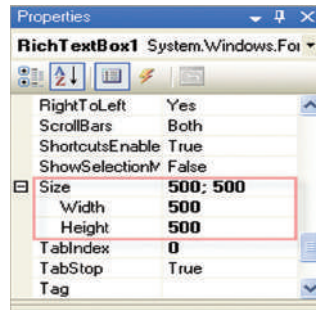 Properties
RichTextBox1 System.Windows.For
RightToLeft Yes
ScrollBars Both
ShortcutsEnable True
ShowSelectionM False
Size 500; 500
Width 500
Height 500
TabIndex 0
TabStop True
Tag